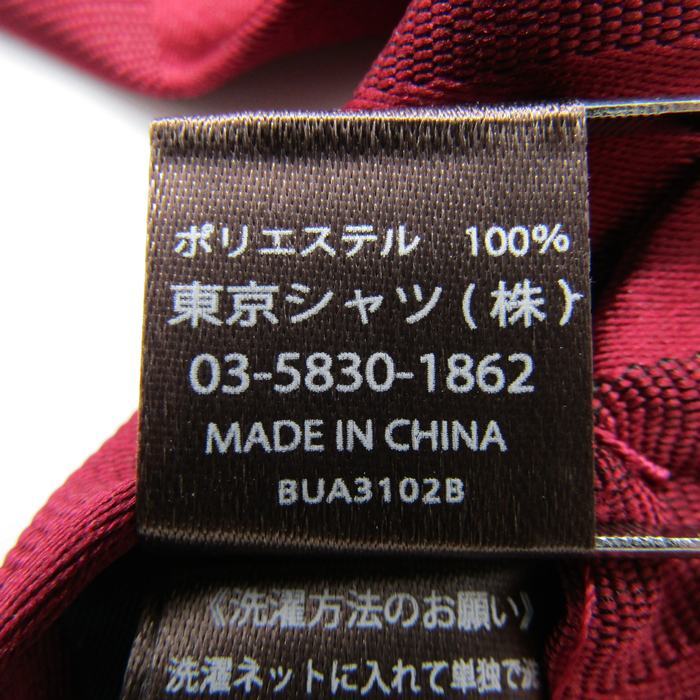 ポリエステル 100%
東京シャツ(株)
03-5830-1862
MADE IN CHINA
BUA3102B
《洗濯方法のお願い》
洗濯ネットに入れて単独で洗